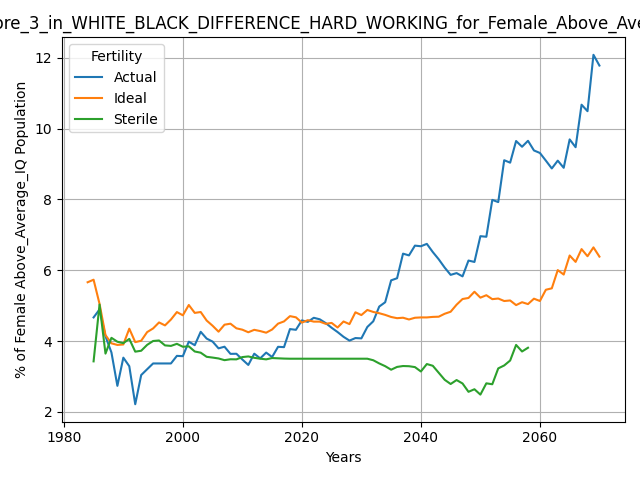 ore_3_in_WHITE_BLACK_DIFFERENCE_HARD_WORKING_for_Female_Above_Ave
Fertility
Actual
Ideal
Sterile
% of Female Above_Average_IQ Population
12
10
8
6
4
2
1980 2000 2020 2040 2060
Years